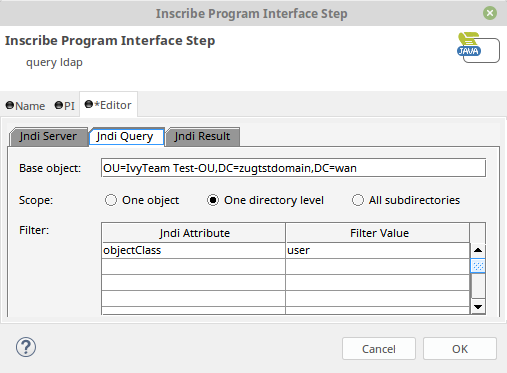 Inscribe Program Interface Step
Inscribe Program Interface Step
query ldap
JAVA
Name PI *Editor
Jndi Server Jndi Query Jndi Result
Base object: OU=IvyTeam Test-OU,DC=zugtstdomain,DC=wan
Scope: One object One directory level All subdirectories
Filter: Jndi Attribute Filter Value
objectClass user
? Cancel OK